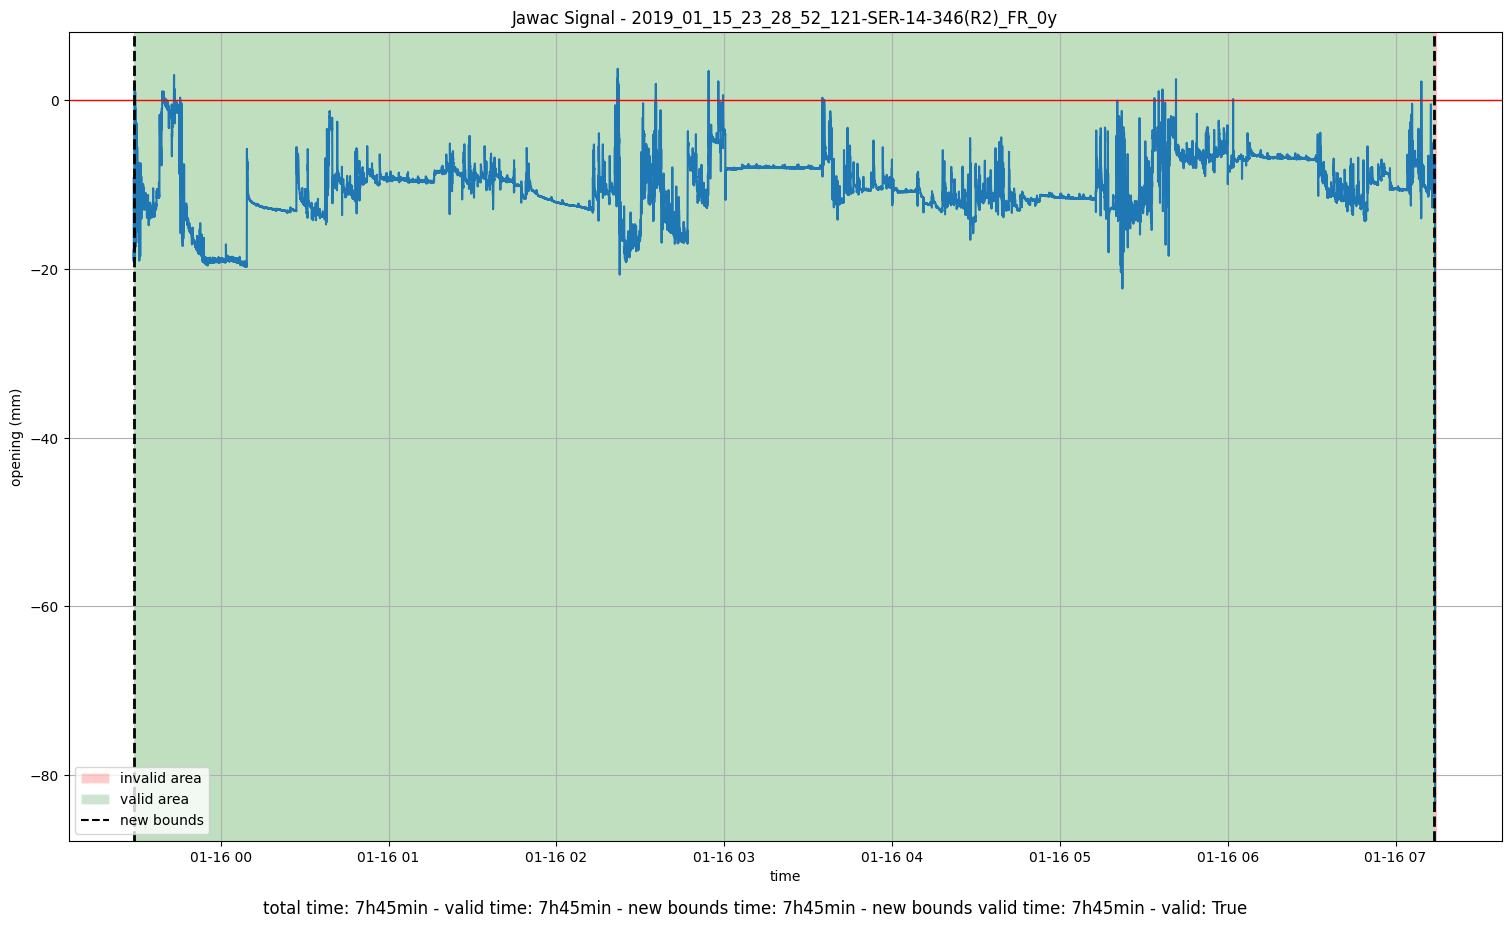 Jawac Signal - 2019_01_15_23_28_52_121-SER-14-346(R2)_FR_0y
opening (mm)
0
−20
−40
−60
−80
invalid area
valid area
new bounds
01-16 00
01-16 01
01-16 02
01-16 03
01-16 04
01-16 05
01-16 06
01-16 07
time
total time: 7h45min - valid time: 7h45min - new bounds time: 7h45min - new bounds valid time: 7h45min - valid: True